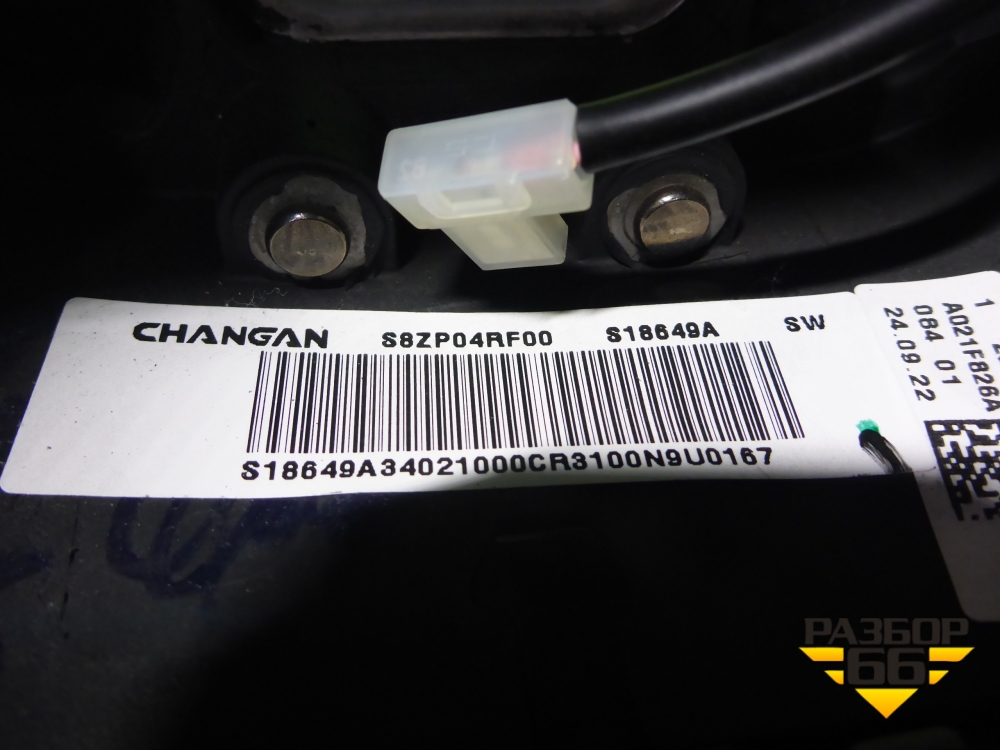 CHANGAN S8ZP04RF00 S18649A SW
S18649A34021000CR3100N9U0167
1
A021F826A
084 01
24.09.22
РАЗБОР
66